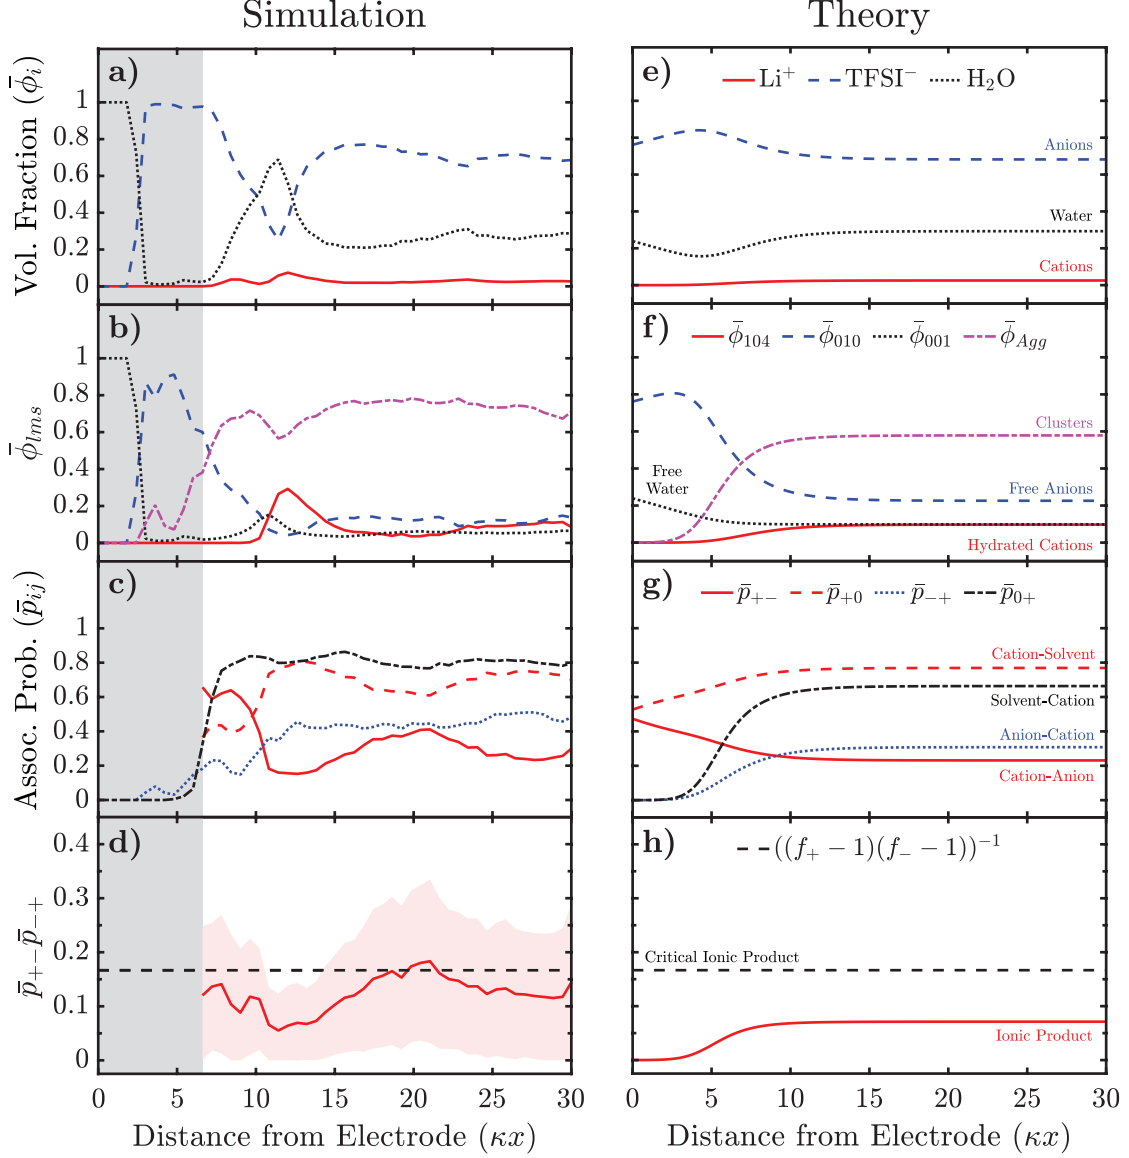 Simulation
Theory
a)
Vol. Fraction (ϕ̄ᵢ)
1
0.8
0.6
0.4
0.2
0
e)
Li⁺ TFSI⁻ H₂O
Anions
Water
Cations
b)
ϕ̄ₗₘₛ
1
0.8
0.6
0.4
0.2
0
f)
ϕ̄₁₀₄ ϕ̄₀₁₀ ϕ̄₀₀₁ ϕ̄_Agg
Clusters
Free
Water
Free Anions
Hydrated Cations
c)
Assoc. Prob. (p̄ᵢⱼ)
1
0.8
0.6
0.4
0.2
0
g)
p̄₊₋ p̄₊₀ p̄₋₊ p̄₀₊
Cation-Solvent
Solvent-Cation
Anion-Cation
Cation-Anion
d)
p̄₊₋p̄₋₊
0.4
0.3
0.2
0.1
0
h)
((f₊ − 1)(f₋ − 1))⁻¹
Critical Ionic Product
Ionic Product
0 5 10 15 20 25 30
Distance from Electrode (κx)
0 5 10 15 20 25 30
Distance from Electrode (κx)